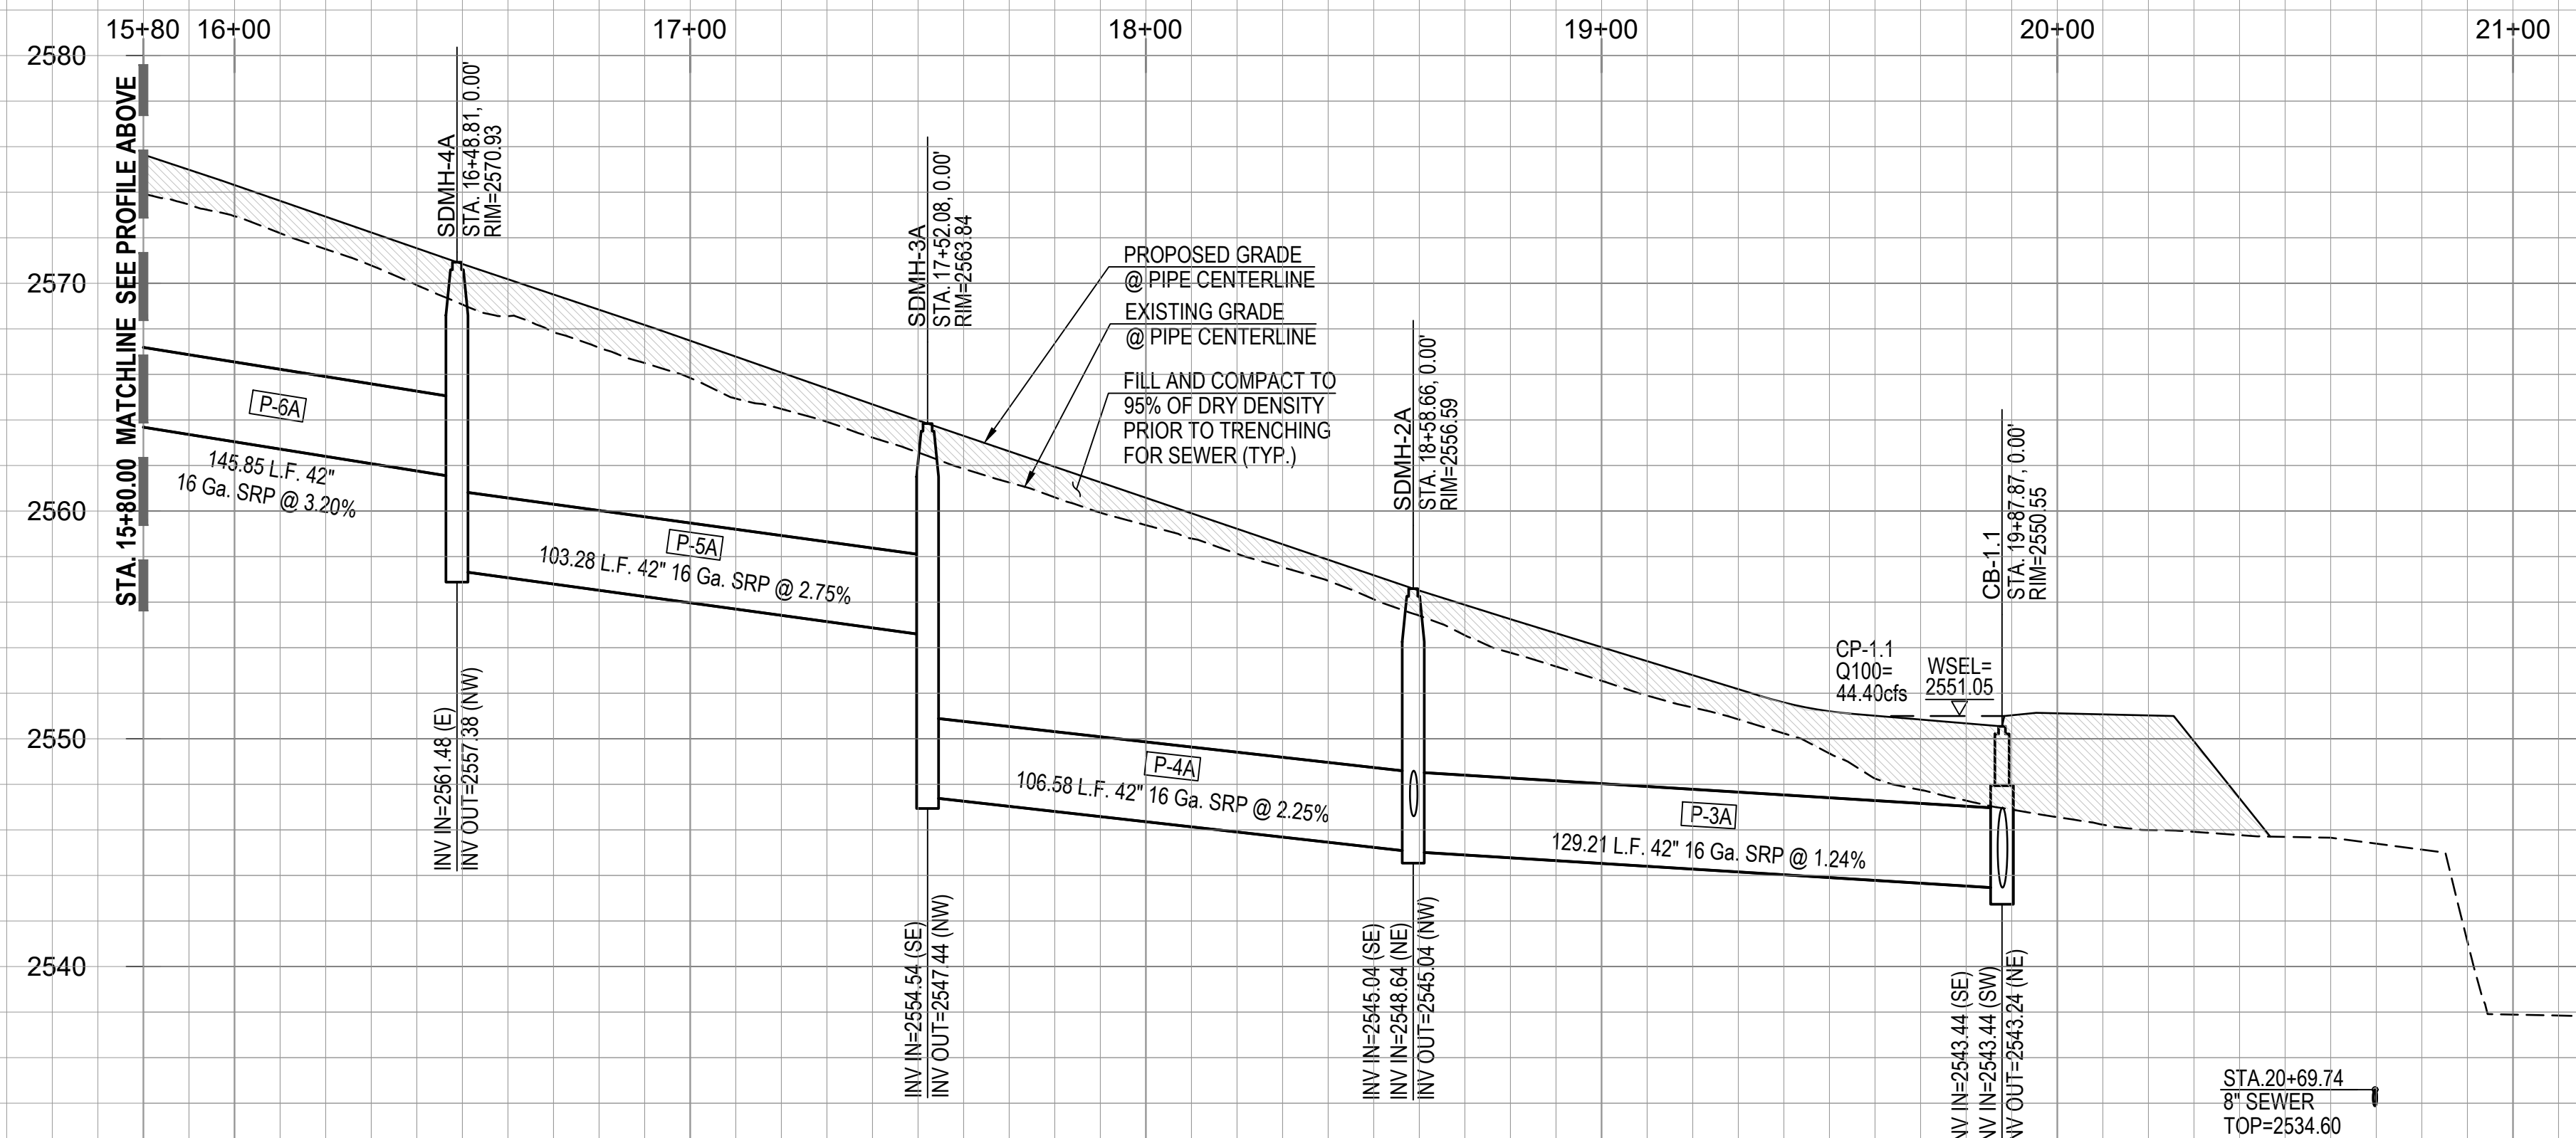 15+80 16+00 17+00 18+00 19+00 20+00 21+00
2580
2570
2560
2550
2540
STA. 15+80.00 MATCHLINE SEE PROFILE ABOVE
SDMH-4A
STA. 16+48.81, 0.00'
RIM=2570.93
SDMH-3A
STA. 17+52.08, 0.00'
RIM=2563.84
PROPOSED GRADE
@ PIPE CENTERLINE
EXISTING GRADE
@ PIPE CENTERLINE
FILL AND COMPACT TO
95% OF DRY DENSITY
PRIOR TO TRENCHING
FOR SEWER (TYP.)
SDMH-2A
STA. 18+58.66, 0.00'
RIM=2556.59
CB-1.1
STA. 19+87.87, 0.00'
RIM=2550.55
P-6A
145.85 L.F. 42"
16 Ga. SRP @ 3.20%
P-5A
103.28 L.F. 42" 16 Ga. SRP @ 2.75%
P-4A
106.58 L.F. 42" 16 Ga. SRP @ 2.25%
P-3A
129.21 L.F. 42" 16 Ga. SRP @ 1.24%
CP-1.1
Q100=
44.40cfs
WSEL=
2551.05
INV IN=2561.48 (E)
INV OUT=2557.38 (NW)
INV IN=2554.54 (SE)
INV OUT=2547.44 (NW)
INV IN=2545.04 (SE)
INV IN=2548.64 (NE)
INV OUT=2545.04 (NW)
NV IN=2543.44 (SE)
NV IN=2543.44 (SW)
NV OUT=2543.24 (NE)
STA.20+69.74
8" SEWER
TOP=2534.60